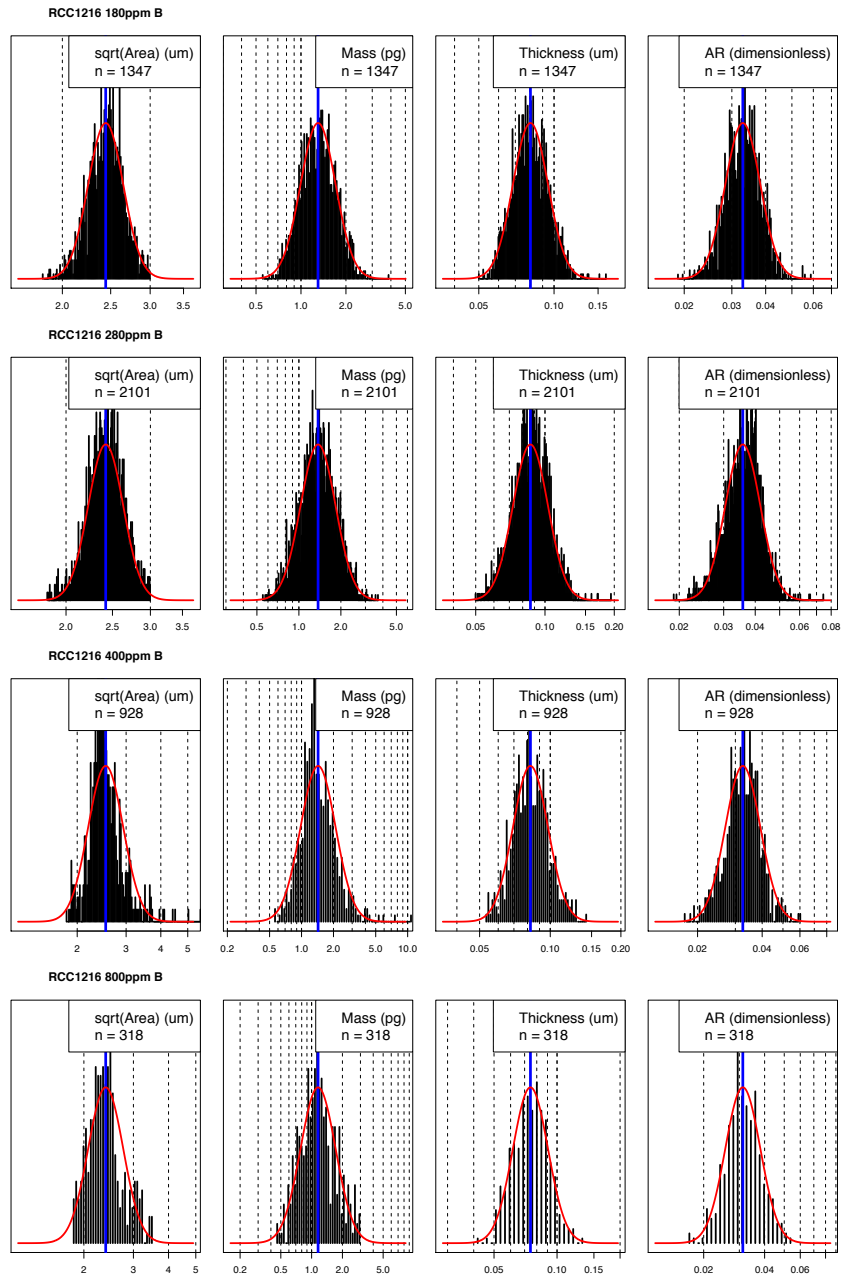 RCC1216 180ppm B
sqrt(Area) (um)
n = 1347
Mass (pg)
n = 1347
Thickness (um)
n = 1347
AR (dimensionless)
n = 1347
2.0 2.5 3.0 3.5
0.5 1.0 2.0 5.0
0.05 0.10 0.15
0.02 0.03 0.04 0.06
RCC1216 280ppm B
sqrt(Area) (um)
n = 2101
Mass (pg)
n = 2101
Thickness (um)
n = 2101
AR (dimensionless)
n = 2101
2.0 2.5 3.0 3.5
0.5 1.0 2.0 5.0
0.05 0.10 0.20
0.02 0.03 0.04 0.06 0.08
RCC1216 400ppm B
sqrt(Area) (um)
n = 928
Mass (pg)
n = 928
Thickness (um)
n = 928
AR (dimensionless)
n = 928
2 3 4 5
0.2 0.5 1.0 2.0 5.0 10.0
0.05 0.10 0.15 0.20
0.02 0.04 0.06
RCC1216 800ppm B
sqrt(Area) (um)
n = 318
Mass (pg)
n = 318
Thickness (um)
n = 318
AR (dimensionless)
n = 318
2 3 4 5
0.2 0.5 1.0 2.0 5.0
0.05 0.10 0.15
0.02 0.04 0.06